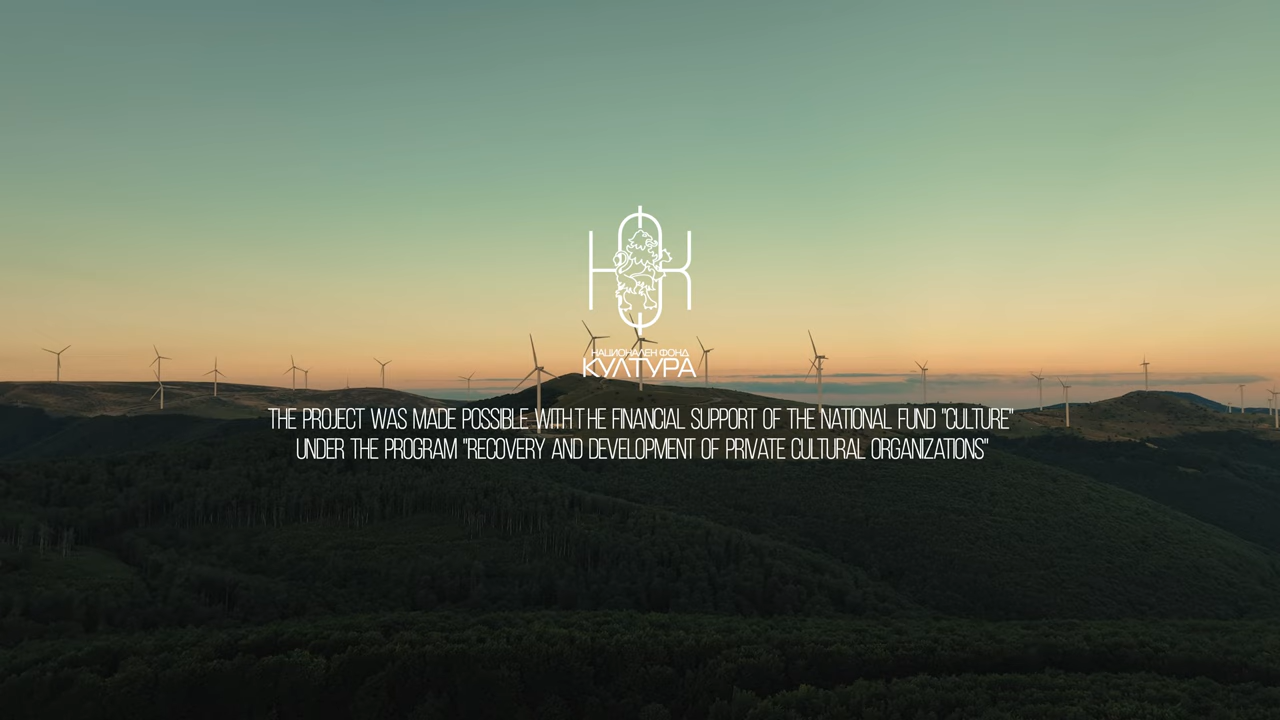 НАЦИОНАЛЕН ФОНД
КУЛТУРА
THE PROJECT WAS MADE POSSIBLE WITH THE FINANCIAL SUPPORT OF THE NATIONAL FUND "CULTURE"
UNDER THE PROGRAM "RECOVERY AND DEVELOPMENT OF PRIVATE CULTURAL ORGANIZATIONS"